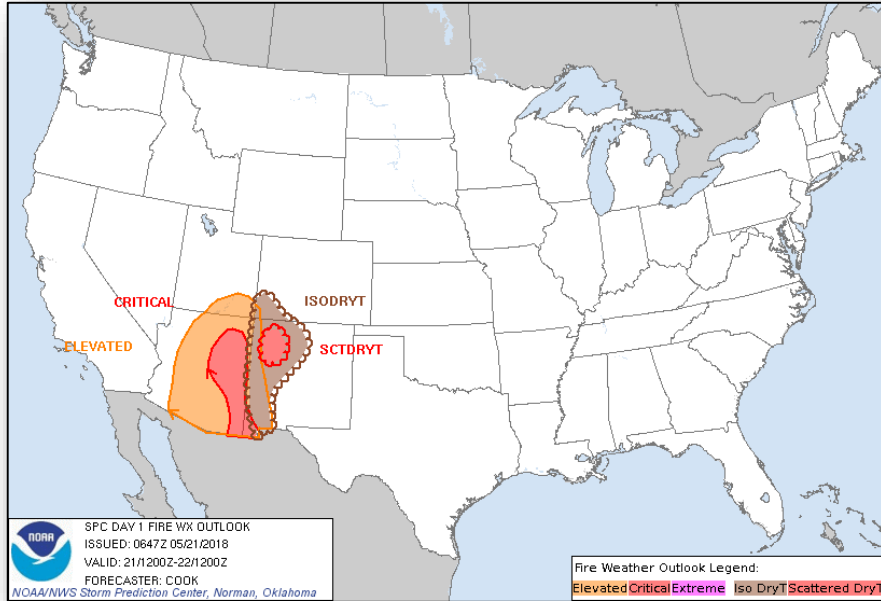 CRITICAL
ISODRYT
ELEVATED
SCTDRYT
NOAA
SPC DAY 1 FIRE WX OUTLOOK
ISSUED: 0647Z 05/21/2018
VALID: 21/1200Z-22/1200Z
FORECASTER: COOK
NOAA/NWS Storm Prediction Center, Norman, Oklahoma
Fire Weather Outlook Legend:
Elevated Critical Extreme Iso DryT Scattered DryT